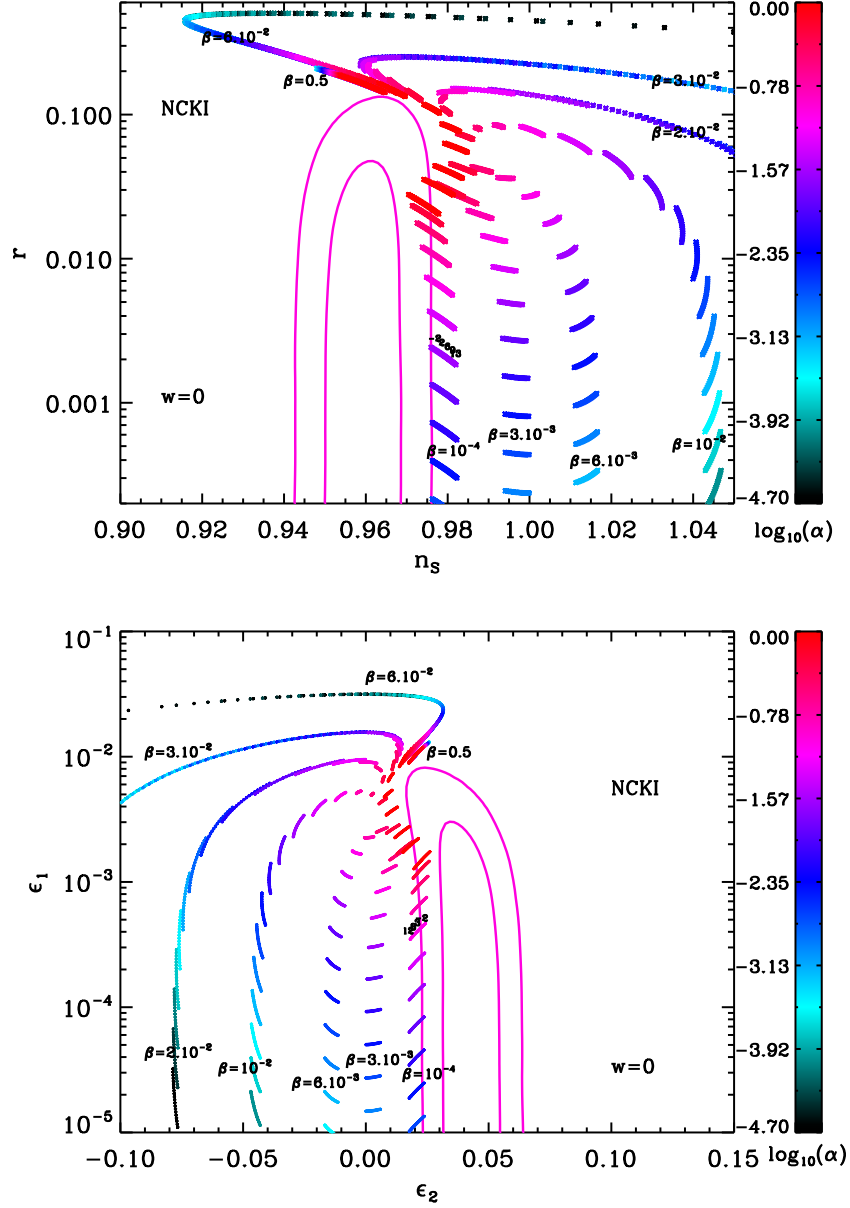 β=6.10⁻²
β=0.5
β=3.10⁻²
β=2.10⁻²
NCKI
w=0
β=10⁻⁴
β=3.10⁻³
β=6.10⁻³
β=10⁻²
r
0.100
0.010
0.001
0.90 0.92 0.94 0.96 0.98 1.00 1.02 1.04
n_S
0.00
−0.78
−1.57
−2.35
−3.13
−3.92
−4.70
log₁₀(α)
β=6.10⁻²
β=3.10⁻²
β=0.5
NCKI
β=2.10⁻²
β=10⁻²
β=6.10⁻³
β=3.10⁻³
β=10⁻⁴
w=0
ϵ₁
10⁻¹
10⁻²
10⁻³
10⁻⁴
10⁻⁵
−0.10 −0.05 0.00 0.05 0.10 0.15
ϵ₂
0.00
−0.78
−1.57
−2.35
−3.13
−3.92
−4.70
log₁₀(α)